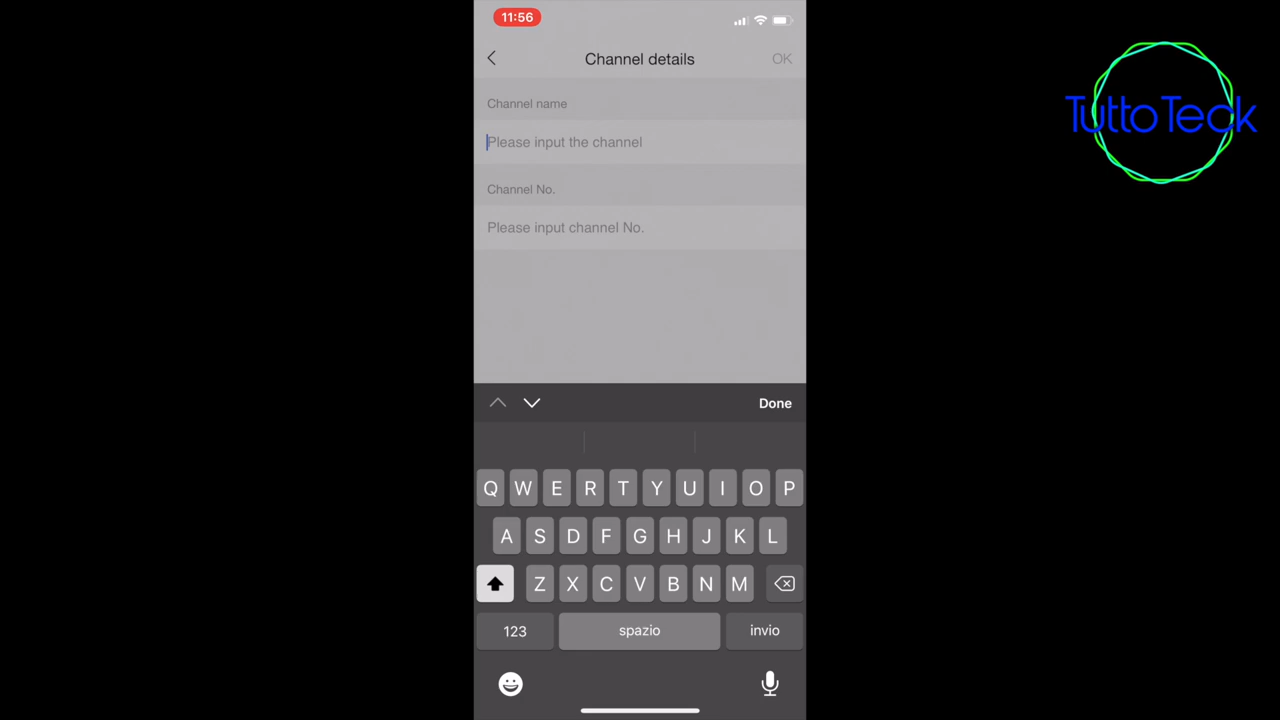 11:56
Channel details
OK
Channel name
Please input the channel
Channel No.
Please input channel No.
Done
Q W E R T Y U I O P
A S D F G H J K L
Z X C V B N M
123
spazio
invio
TuttoTeck